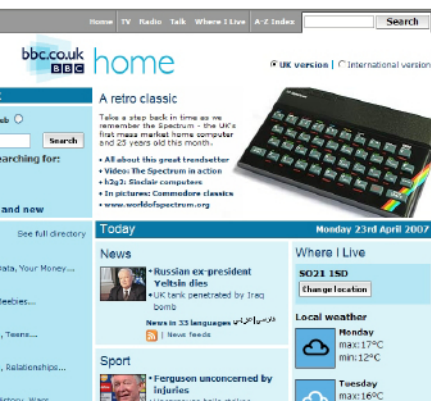 Home TV Radio Talk Where I Live A-Z Index Search
bbc.co.uk
BBC
home
UK version | International version
A retro classic
Take a step back in time as we
remember the Spectrum - the UK's
first mass market home computer
and 25 years old this month.
• All about this great trendsetter
• Video: The Spectrum in action
• h2g2: Sinclair computers
• In pictures: Commodore classics
• www.worldofspectrum.org
Search
earching for:
and new
See full directory
Data, Your Money...
eebies...
, Teens...
, Relationships...
Today
Monday 23rd April 2007
News
• Russian ex-president
Yeltsin dies
• UK tank penetrated by Iraq
bomb
News in 33 languages
| News feeds
Sport
• Ferguson unconcerned by
injuries
Where I Live
SO21 1SD
Change location
Local weather
Monday
max:17°C
min:12°C
Tuesday
max:16°C